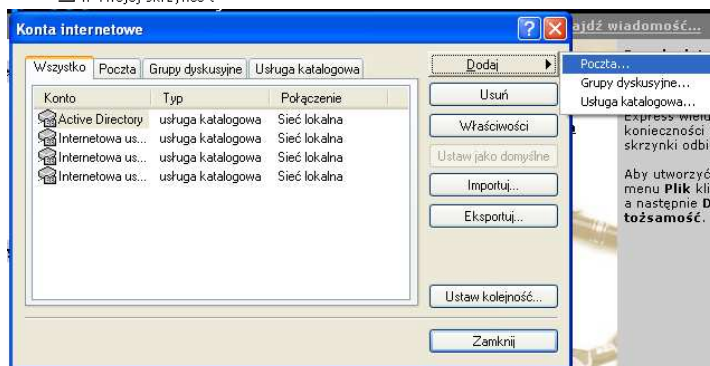 Konta internetowe
ajdź wiadomość...
Wszystko Poczta Grupy dyskusyjne Usługa katalogowa
Konto Typ Połączenie
Active Directory usługa katalogowa Sieć lokalna
Internetowa us... usługa katalogowa Sieć lokalna
Internetowa us... usługa katalogowa Sieć lokalna
Internetowa us... usługa katalogowa Sieć lokalna
Dodaj
Usuń
Właściwości
Ustaw jako domyślne
Importuj...
Eksportuj...
Ustaw kolejność...
Zamknij
Poczta...
Grupy dyskusyjne...
Usługa katalogowa...
Express wielu
konieczności
skrzynki odbi
Aby utworzyć
menu Plik kli
a następnie D
tożsamość.